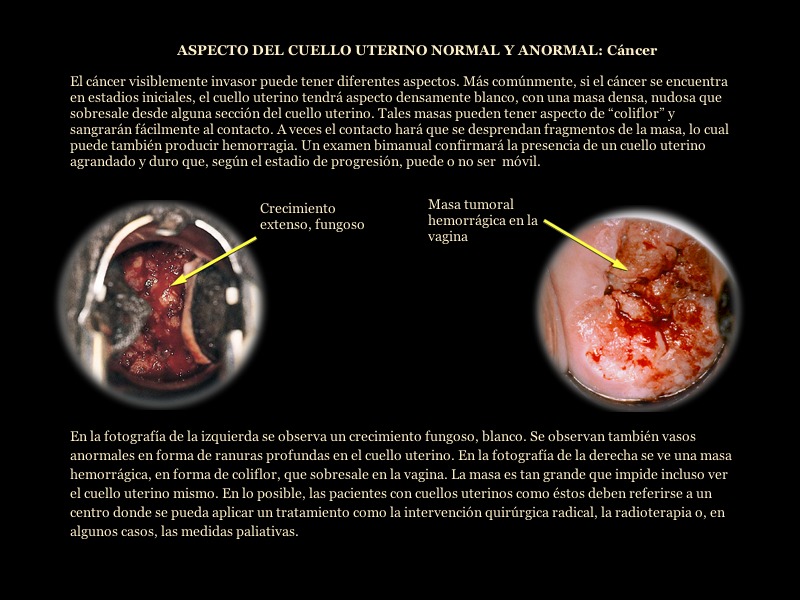 ASPECTO DEL CUELLO UTERINO NORMAL Y ANORMAL: Cáncer
El cáncer visiblemente invasor puede tener diferentes aspectos. Más comúnmente, si el cáncer se encuentra
en estadios iniciales, el cuello uterino tendrá aspecto densamente blanco, con una masa densa, nudosa que
sobresale desde alguna sección del cuello uterino. Tales masas pueden tener aspecto de “coliflor” y
sangrarán fácilmente al contacto. A veces el contacto hará que se desprendan fragmentos de la masa, lo cual
puede también producir hemorragia. Un examen bimanual confirmará la presencia de un cuello uterino
agrandado y duro que, según el estadio de progresión, puede o no ser móvil.
Crecimiento
extenso, fungoso
Masa tumoral
hemorrágica en la
vagina
En la fotografía de la izquierda se observa un crecimiento fungoso, blanco. Se observan también vasos
anormales en forma de ranuras profundas en el cuello uterino. En la fotografía de la derecha se ve una masa
hemorrágica, en forma de coliflor, que sobresale en la vagina. La masa es tan grande que impide incluso ver
el cuello uterino mismo. En lo posible, las pacientes con cuellos uterinos como éstos deben referirse a un
centro donde se pueda aplicar un tratamiento como la intervención quirúrgica radical, la radioterapia o, en
algunos casos, las medidas paliativas.